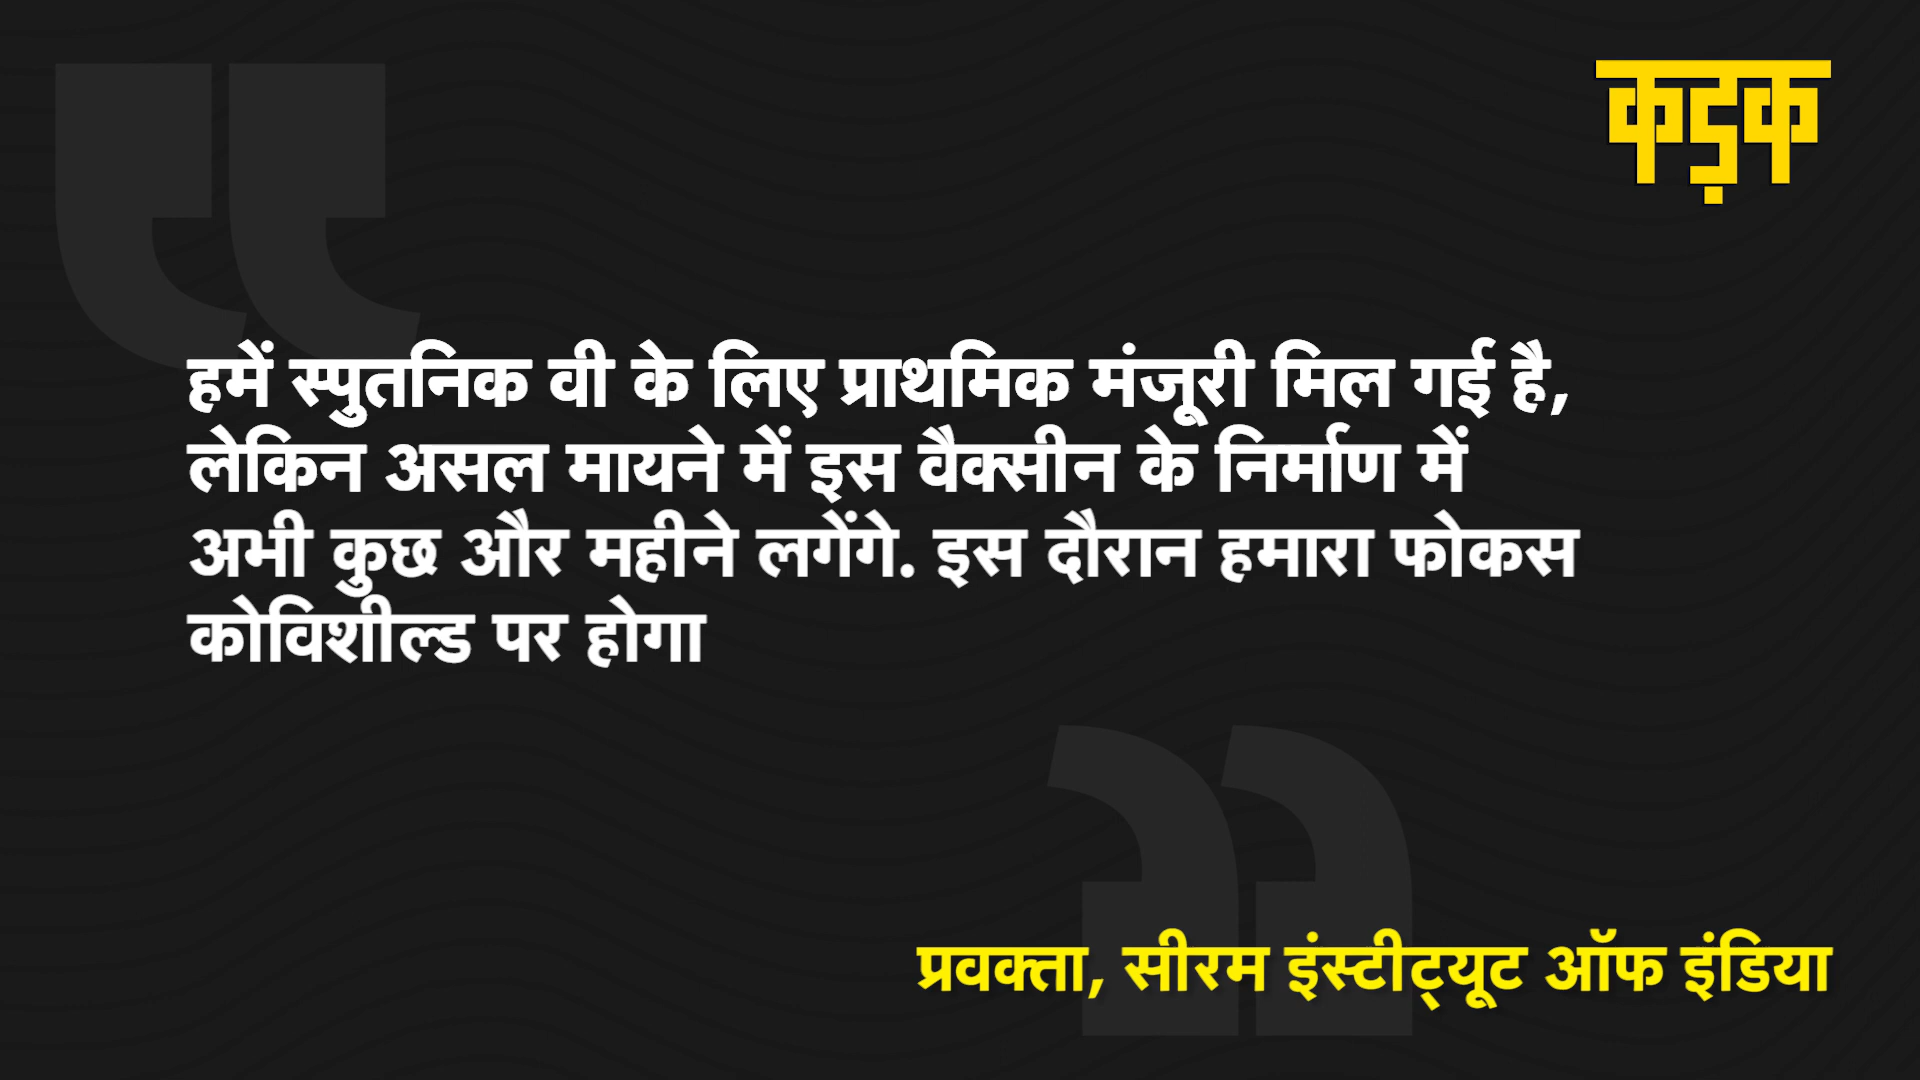 कड़क
हमें स्पुतनिक वी के लिए प्राथमिक मंजूरी मिल गई है,
लेकिन असल मायने में इस वैक्सीन के निर्माण में
अभी कुछ और महीने लगेंगे. इस दौरान हमारा फोकस
कोविशील्ड पर होगा
प्रवक्ता, सीरम इंस्टीट्यूट ऑफ इंडिया